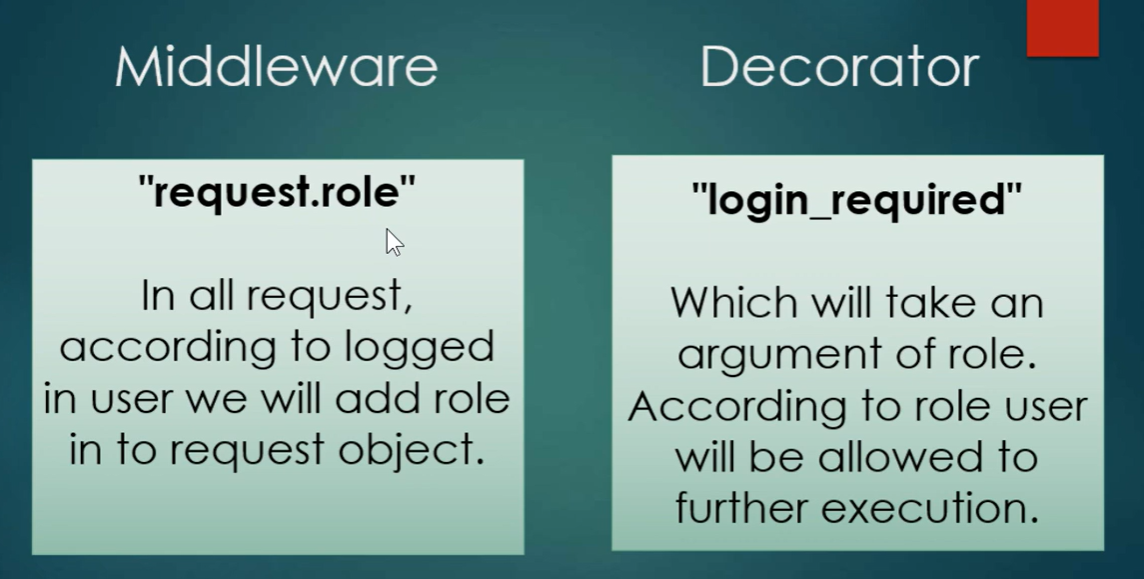 Middleware
Decorator
"request.role"
In all request,
according to logged
in user we will add role
in to request object.
"login_required"
Which will take an
argument of role.
According to role user
will be allowed to
further execution.